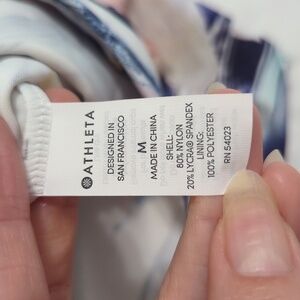 ATHLETA
DESIGNED IN
SAN FRANCISCO
M
MADE IN CHINA
SHELL:
80% NYLON
20% LYCRA® SPANDEX
LINING:
100% POLYESTER
RN 54023